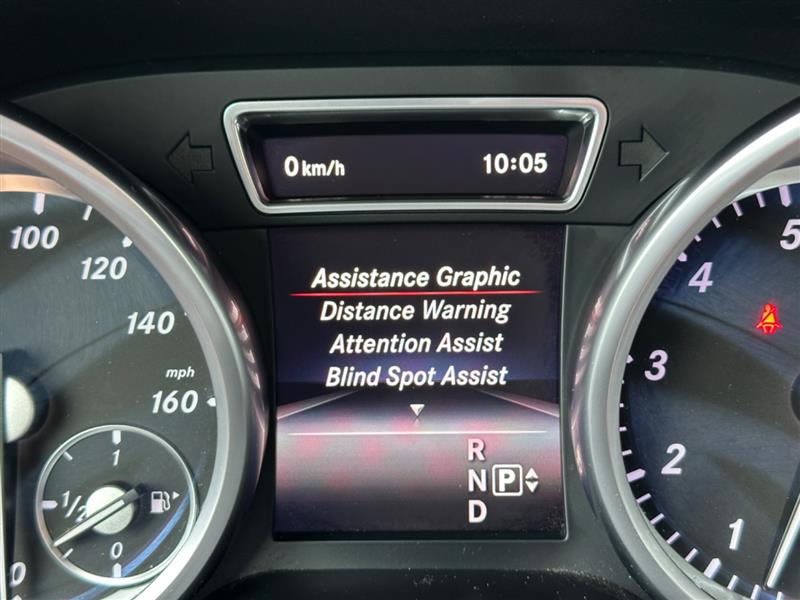 0 km/h 10:05
Assistance Graphic
Distance Warning
Attention Assist
Blind Spot Assist
R
N P
D
100
120
140
mph
160
1
1/2
0
0
5
4
3
2
1